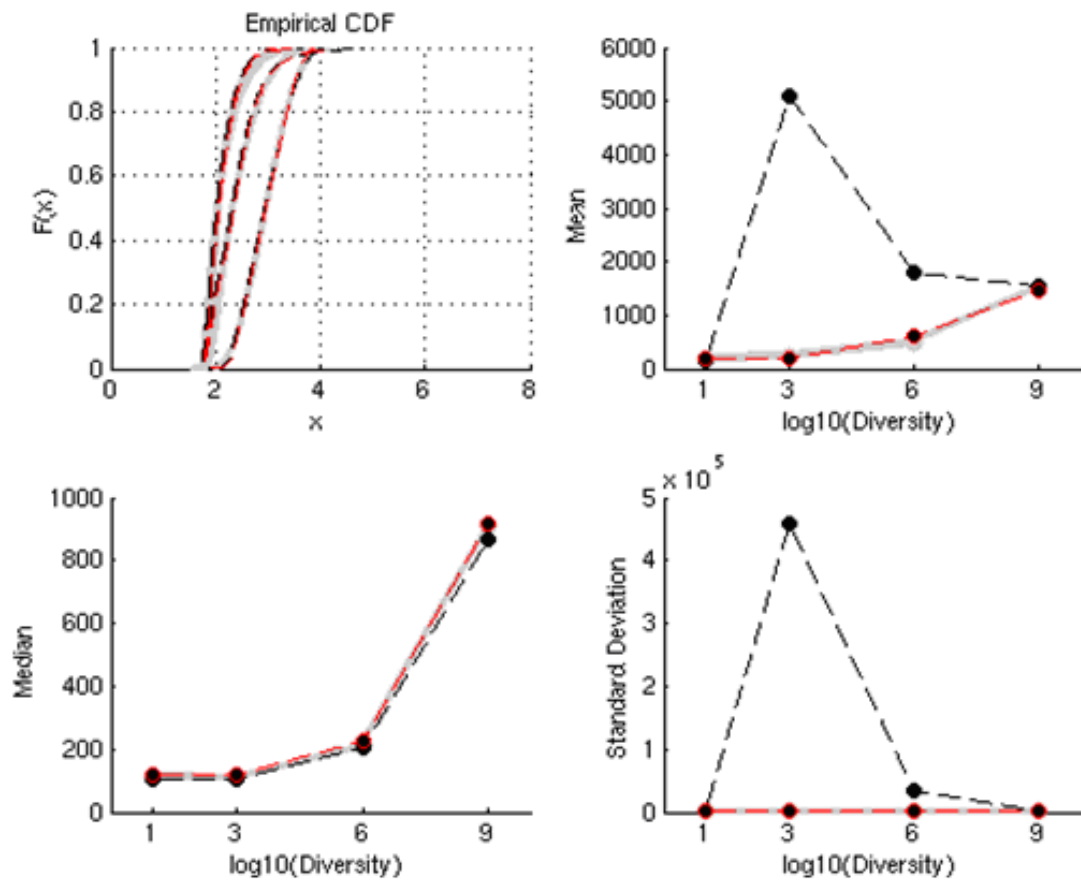 Empirical CDF
1
0.8
0.6
0.4
0.2
0
F(x)
0 2 4 6 8
x
6000
5000
4000
3000
2000
1000
0
Mean
1 3 6 9
log10(Diversity)
1000
800
600
400
200
0
Median
1 3 6 9
log10(Diversity)
× 10^5
5
4
3
2
1
0
Standard Deviation
1 3 6 9
log10(Diversity)